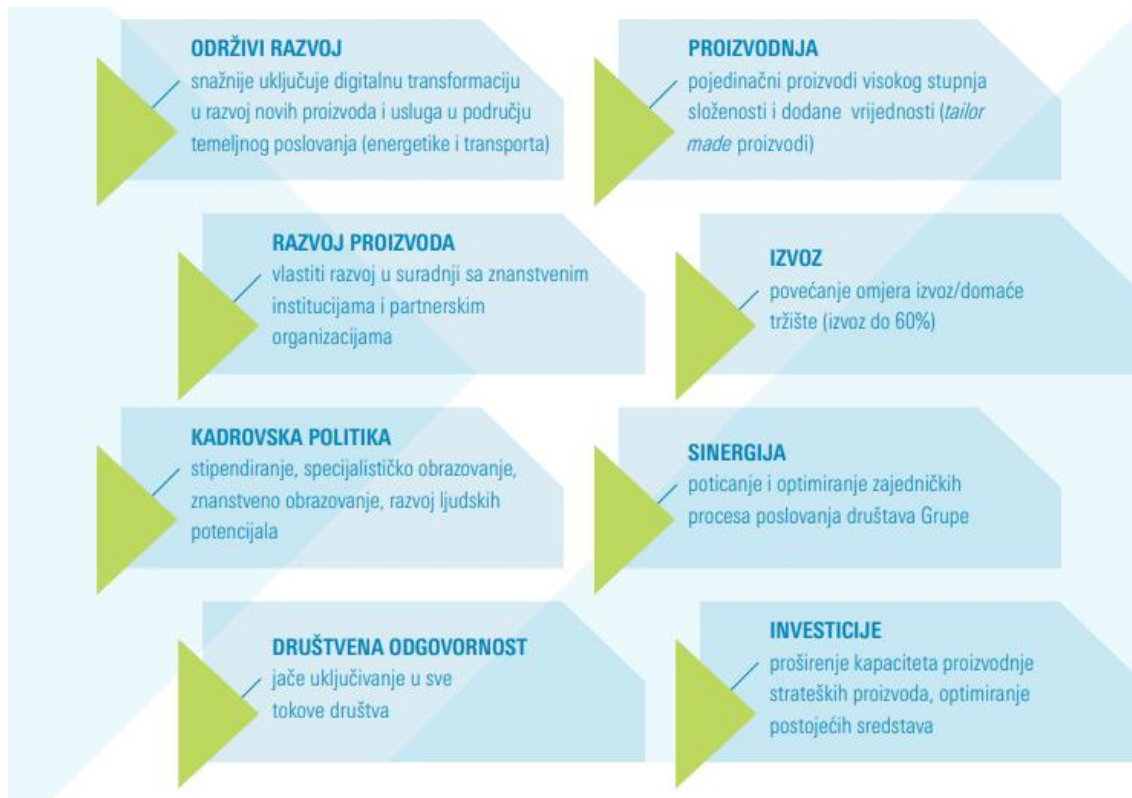 ODRŽIVI RAZVOJ
snažnije uključuje digitalnu transformaciju
u razvoj novih proizvoda i usluga u području
temeljnog poslovanja (energetike i transporta)
PROIZVODNJA
pojedinačni proizvodi visokog stupnja
složenosti i dodane vrijednosti (tailor
made proizvodi)
RAZVOJ PROIZVODA
vlastiti razvoj u suradnji sa znanstvenim
institucijama i partnerskim
organizacijama
IZVOZ
povećanje omjera izvoz/domaće
tržište (izvoz do 60%)
KADROVSKA POLITIKA
stipendiranje, specijalističko obrazovanje,
znanstveno obrazovanje, razvoj ljudskih
potencijala
SINERGIJA
poticanje i optimiranje zajedničkih
procesa poslovanja društava Grupe
DRUŠTVENA ODGOVORNOST
jače uključivanje u sve
tokove društva
INVESTICIJE
proširenje kapaciteta proizvodnje
strateških proizvoda, optimiranje
postojećih sredstava